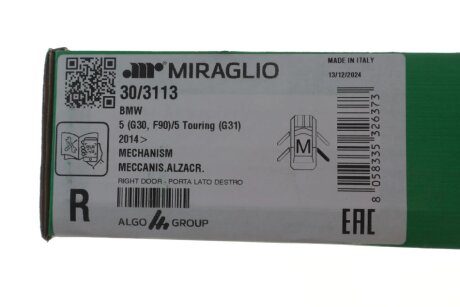 MIRAGLIO
MADE IN ITALY
13/12/2024
30/3113
BMW
5 (G30, F90)/5 Touring (G31)
2014>
MECHANISM
MECCANIS.ALZACR.
RIGHT DOOR - PORTA LATO DESTRO
M
R
ALGO GROUP
8 058335 326373
EAC